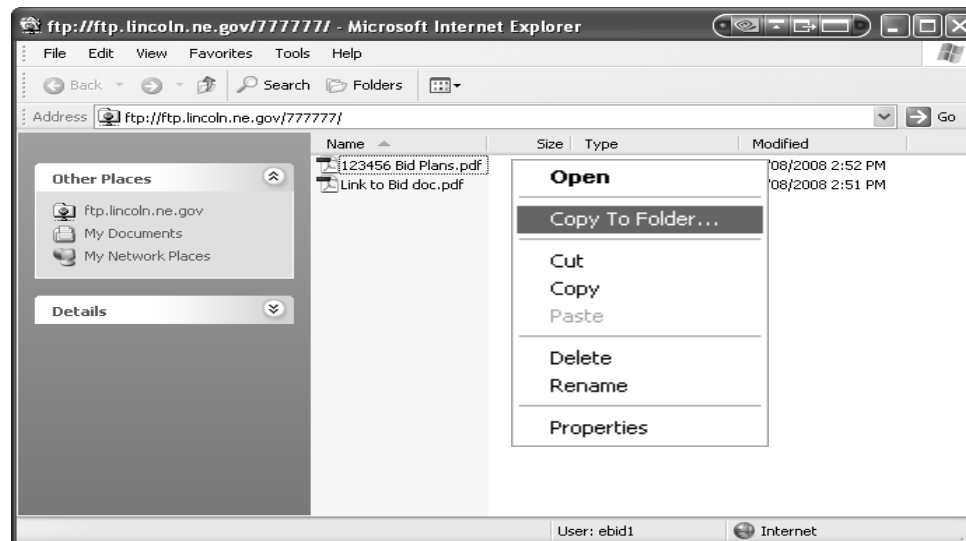 ftp://ftp.lincoln.ne.gov/777777/ - Microsoft Internet Explorer
File Edit View Favorites Tools Help
Back Search Folders
Address ftp://ftp.lincoln.ne.gov/777777/ Go
Name Size Type Modified
123456 Bid Plans.pdf '08/2008 2:52 PM
Link to Bid doc.pdf '08/2008 2:51 PM
Other Places
ftp.lincoln.ne.gov
My Documents
My Network Places
Details
Open
Copy To Folder...
Cut
Copy
Paste
Delete
Rename
Properties
User: ebid1 Internet